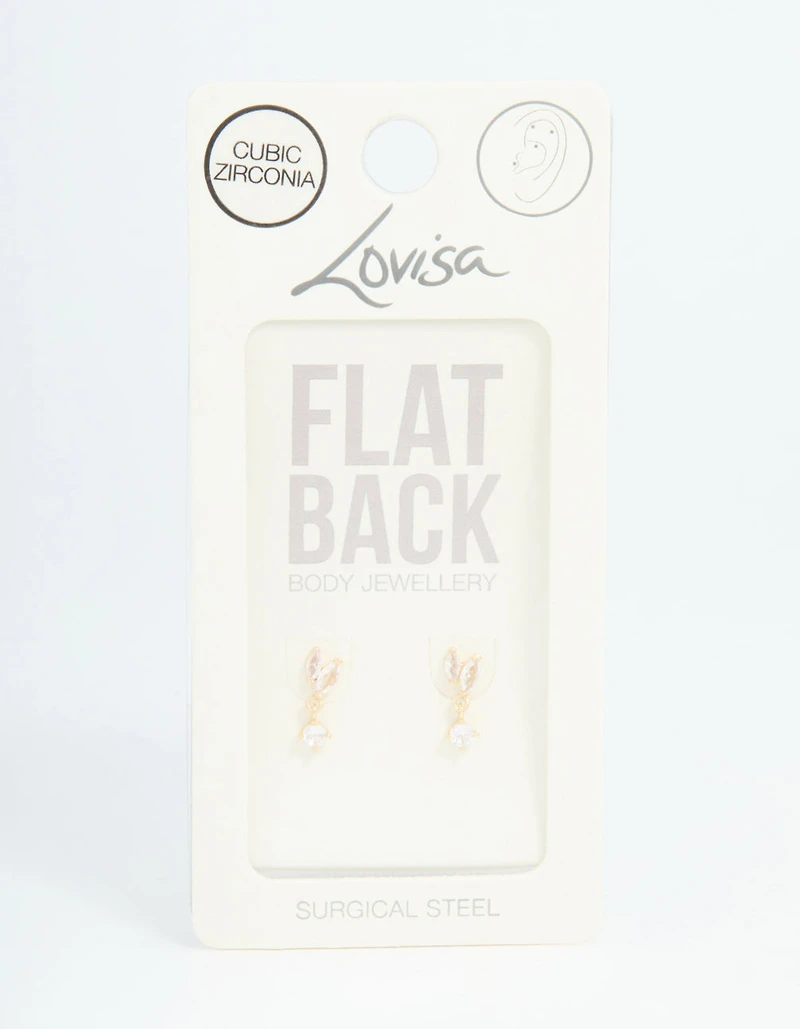 CUBIC
ZIRCONIA
Lovisa
FLAT
BACK
BODY JEWELLERY
SURGICAL STEEL